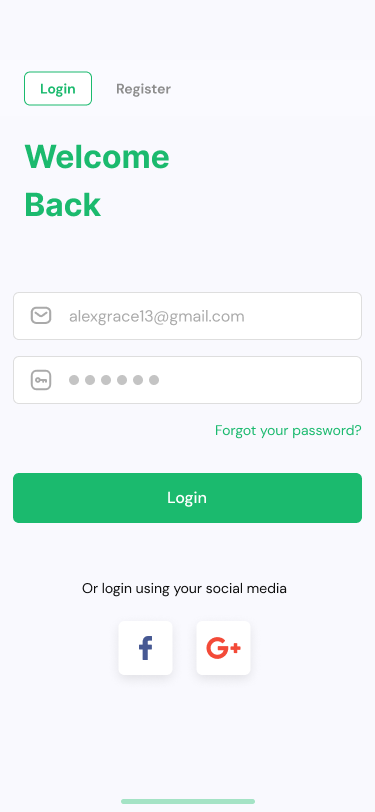 Login
Register
Welcome
Back
alexgrace13@gmail.com
Forgot your password?
Login
Or login using your social media
f
G+